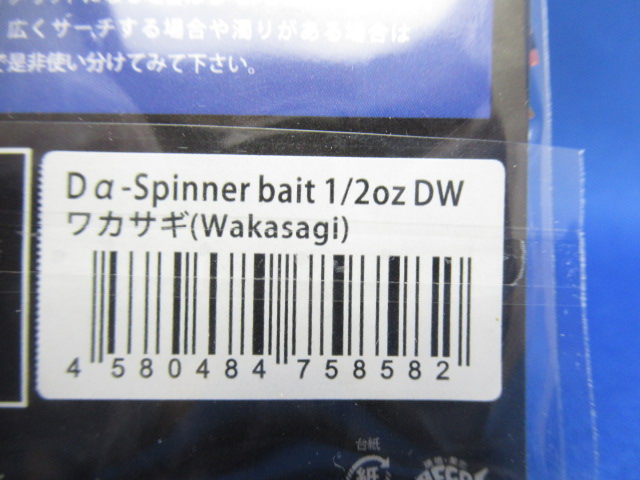 広くサーチする場合や濁りがある場合は
で是非使い分けてみて下さい。
Dα-Spinner bait 1/2oz DW
ワカサギ(Wakasagi)
4 580484 758582
台紙
紙